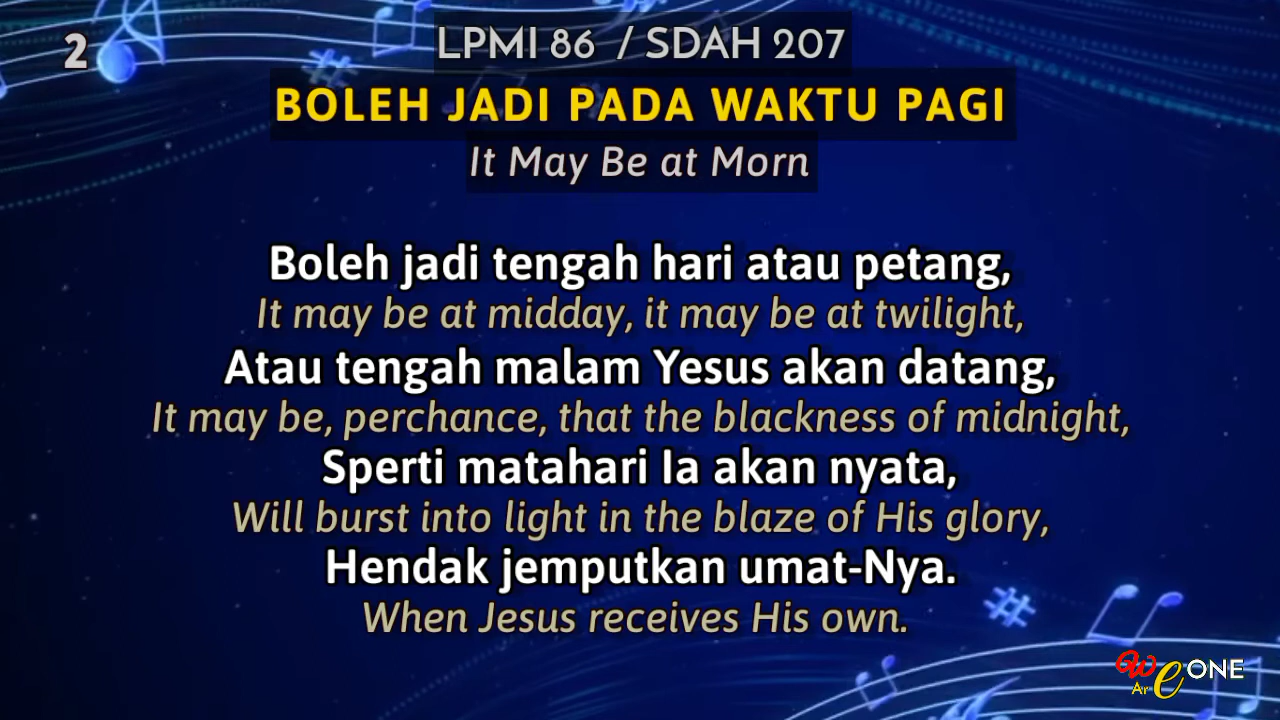 2
LPMI 86 / SDAH 207
BOLEH JADI PADA WAKTU PAGI
It May Be at Morn
Boleh jadi tengah hari atau petang,
It may be at midday, it may be at twilight,
Atau tengah malam Yesus akan datang,
It may be, perchance, that the blackness of midnight,
Sperti matahari Ia akan nyata,
Will burst into light in the blaze of His glory,
Hendak jemputkan umat-Nya.
When Jesus receives His own.
We Ar ONE